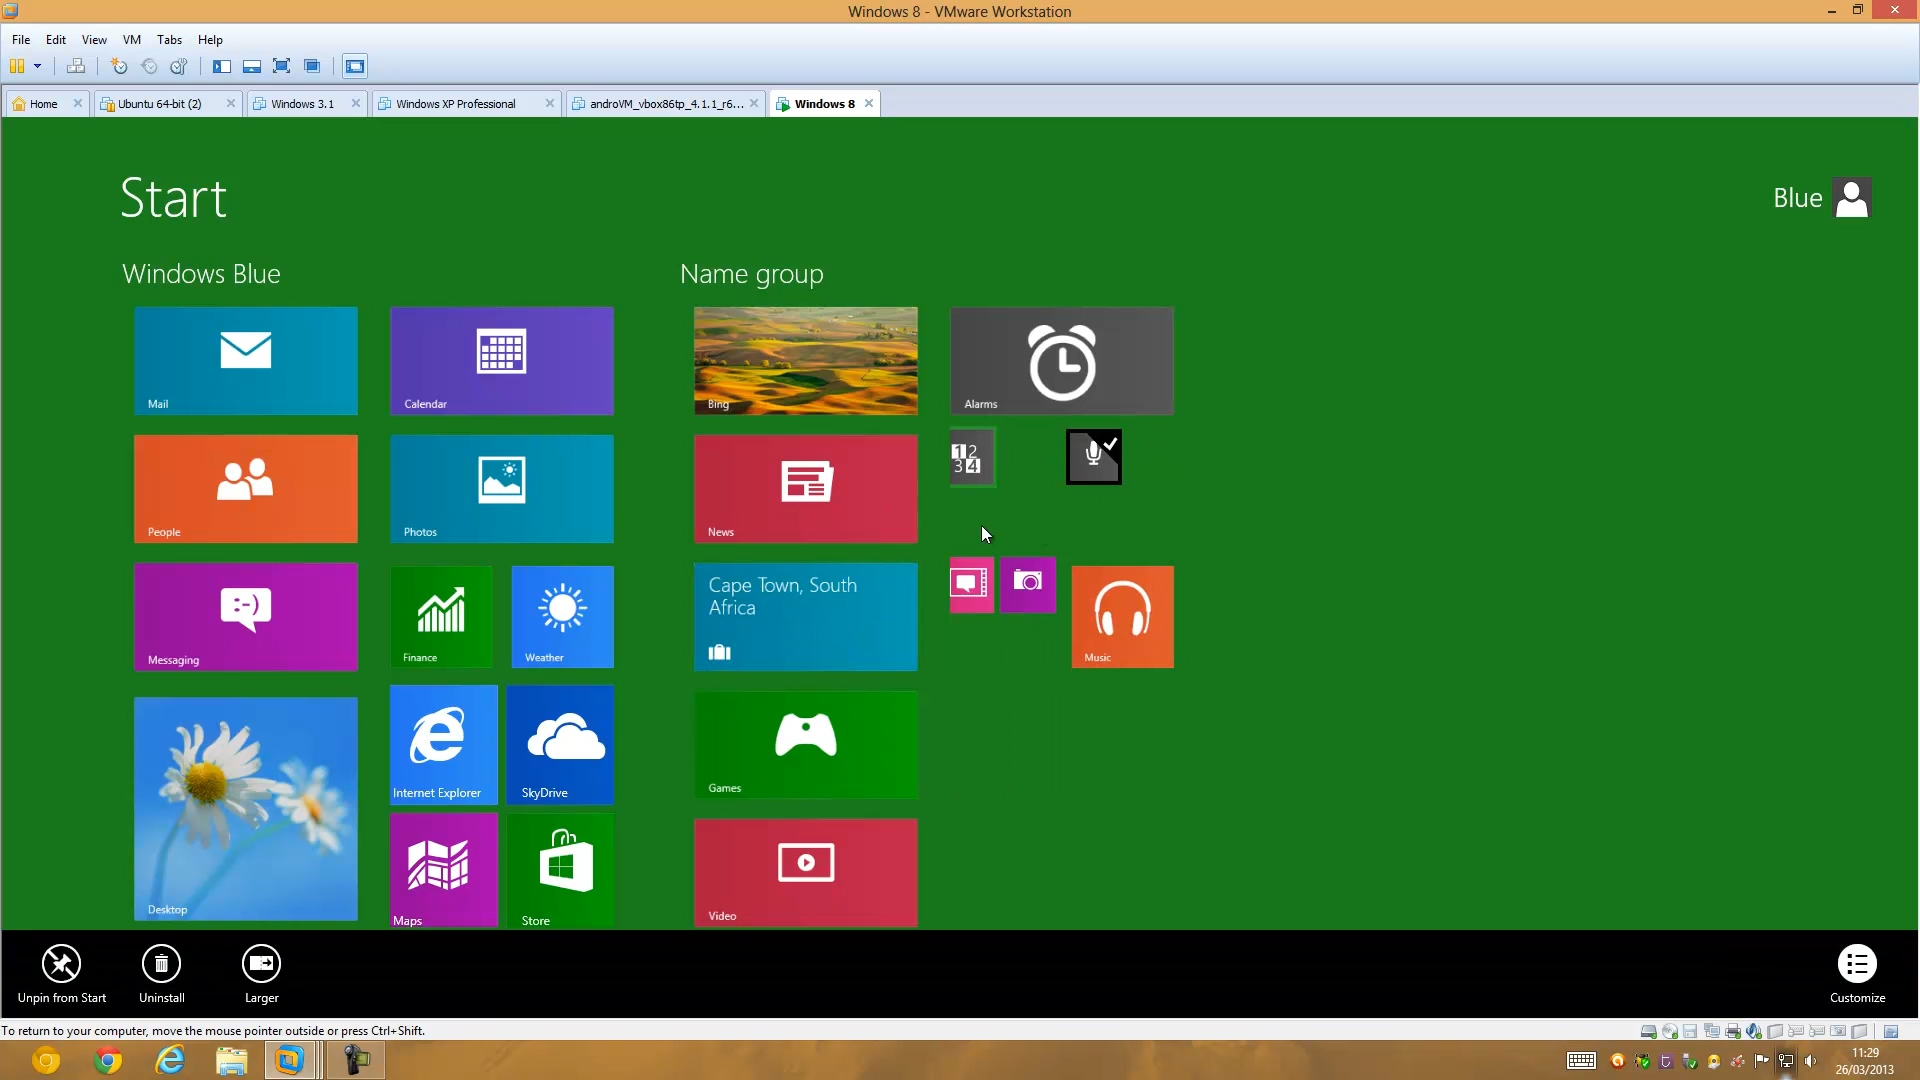 Windows 8 - VMware Workstation
File Edit View VM Tabs Help
Home Ubuntu 64-bit (2) Windows 3.1 Windows XP Professional androVM_vbox86tp_4.1.1_r6... Windows 8
Start
Blue
Windows Blue
Name group
Mail Calendar Bing Alarms
1 2
3 4
People Photos News
Cape Town, South
Africa
Messaging Finance Weather Music
:-)
Internet Explorer SkyDrive Games
Desktop Maps Store Video
Unpin from Start Uninstall Larger Customize
To return to your computer, move the mouse pointer outside or press Ctrl+Shift.
11:29
26/03/2013